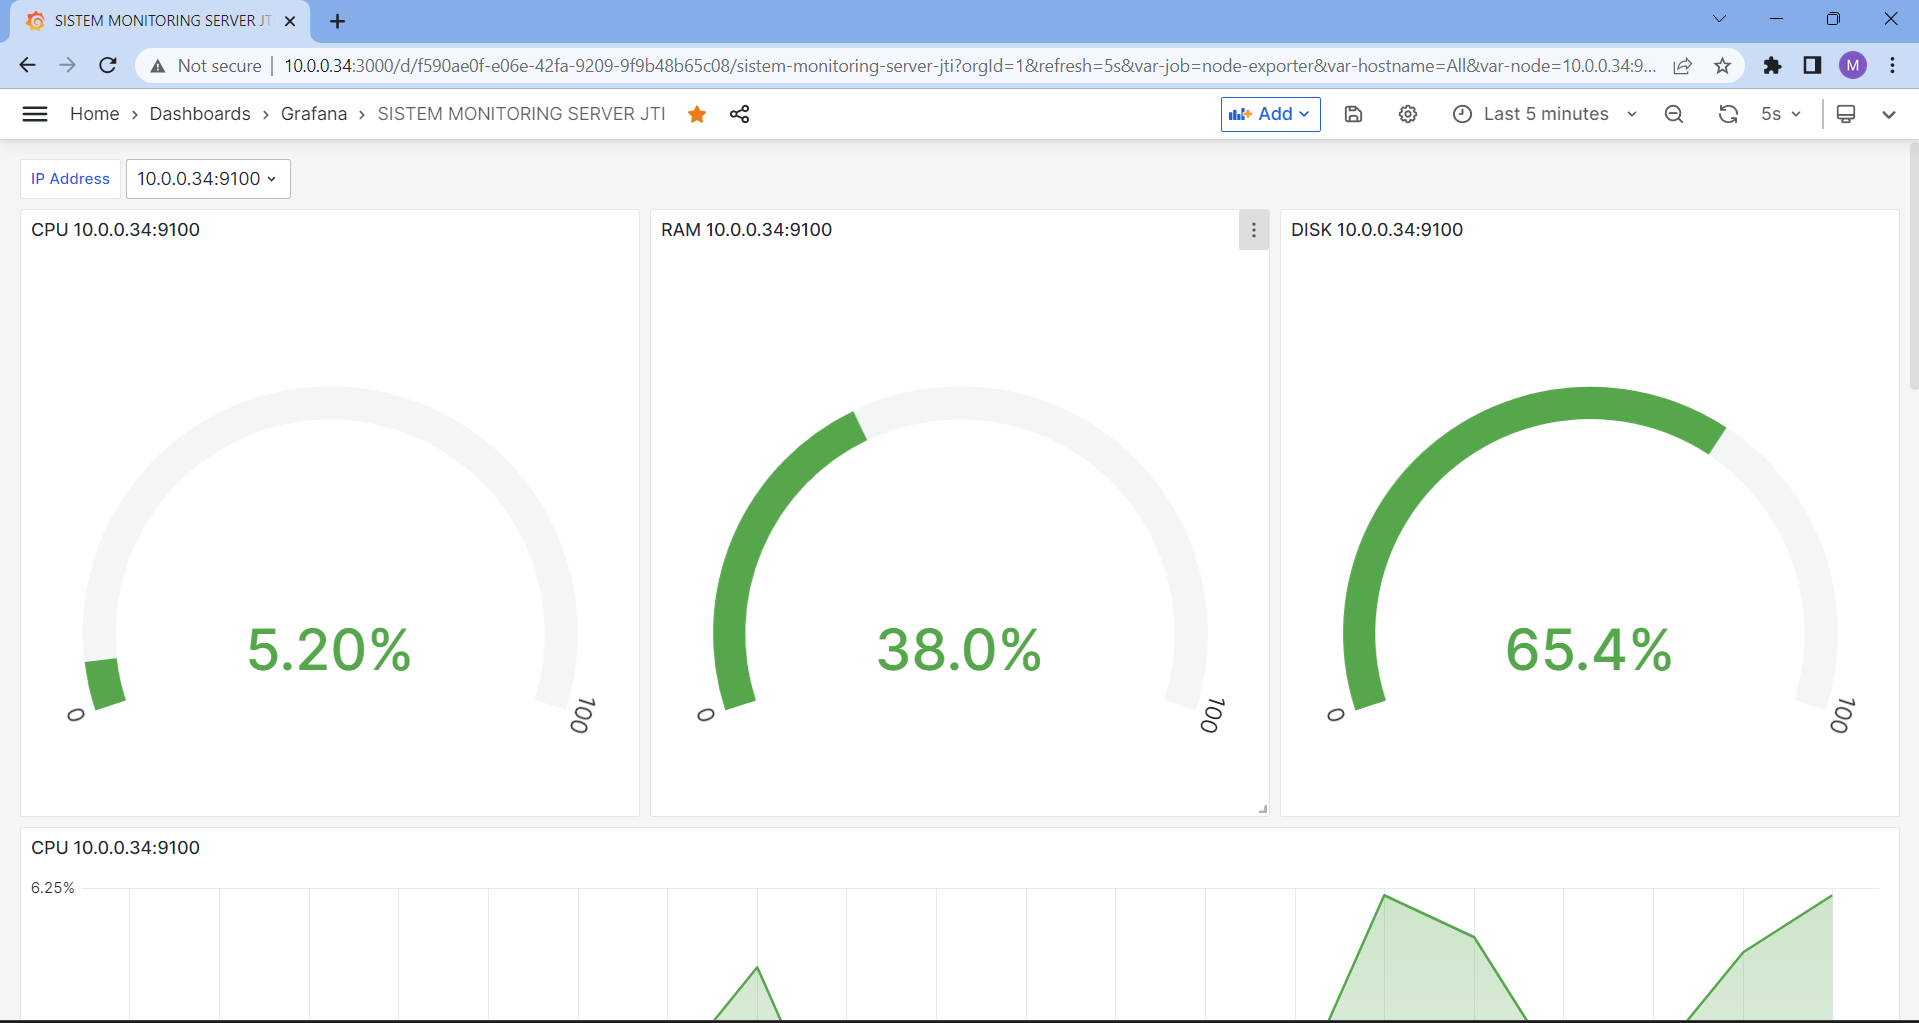 SISTEM MONITORING SERVER JT
Not secure
10.0.0.34:3000/d/f590ae0f-e06e-42fa-9209-9f9b48b65c08/sistem-monitoring-server-jti?orgId=1&refresh=5s&var-job=node-exporter&var-hostname=All&var-node=10.0.0.34:9...
M
Home > Dashboards > Grafana > SISTEM MONITORING SERVER JTI
Add
Last 5 minutes
5s
IP Address
10.0.0.34:9100
CPU 10.0.0.34:9100
5.20%
0
100
RAM 10.0.0.34:9100
38.0%
0
100
DISK 10.0.0.34:9100
65.4%
0
100
CPU 10.0.0.34:9100
6.25%